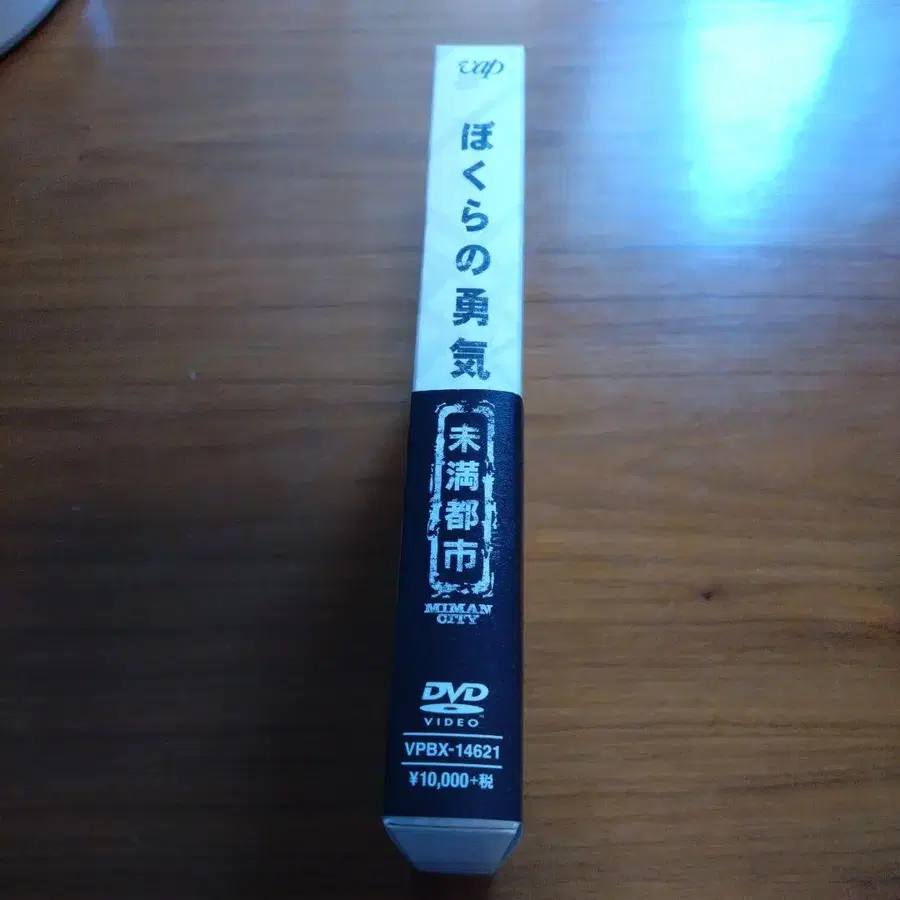 vap
ぼくらの勇気
未満都市
MIMAN
CITY
DVD
VIDEO™
VPBX-14621
¥10,000+税